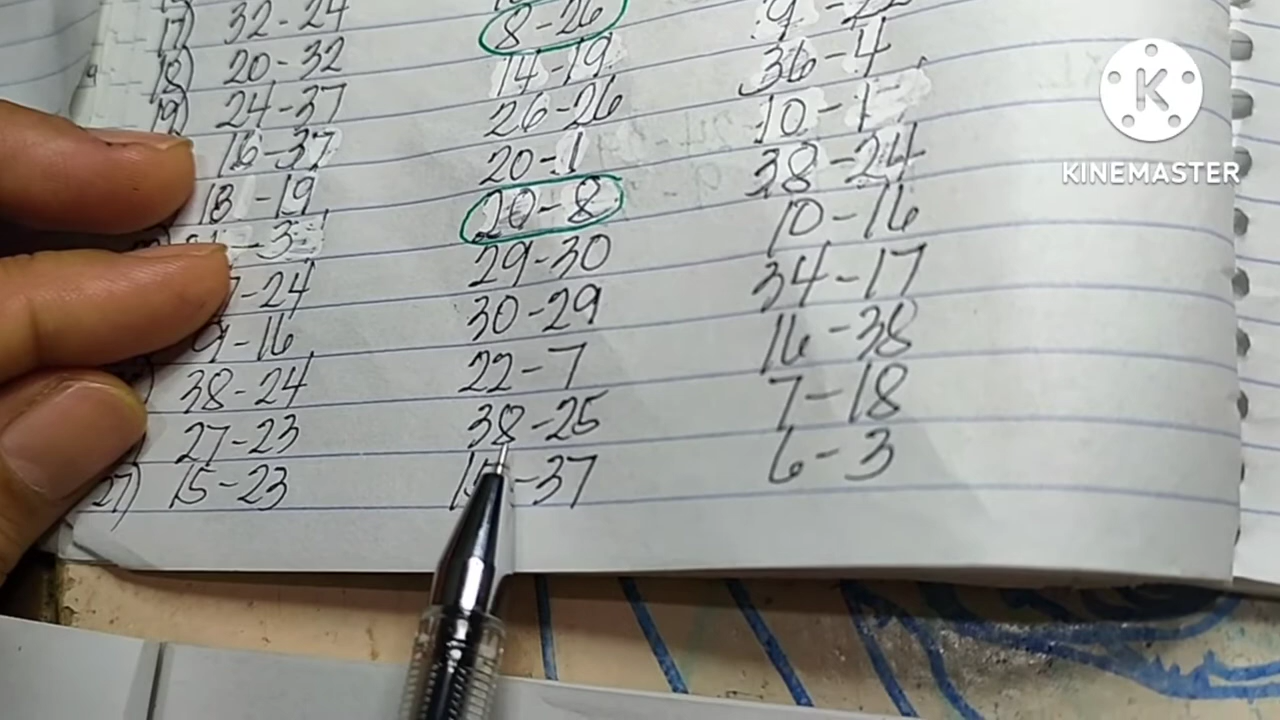 17) 32-24 8-26
18) 20-32 14-19 36-4
19) 24-37 26-26 10-1
16-37 20-1 38-24
18-19 20-8 10-16
-3 29-30 34-17
-24 30-29 16-38
9-16 22-7 7-18
38-24 38-25 6-3
27-23 -37
27) 15-23
K
KINEMASTER